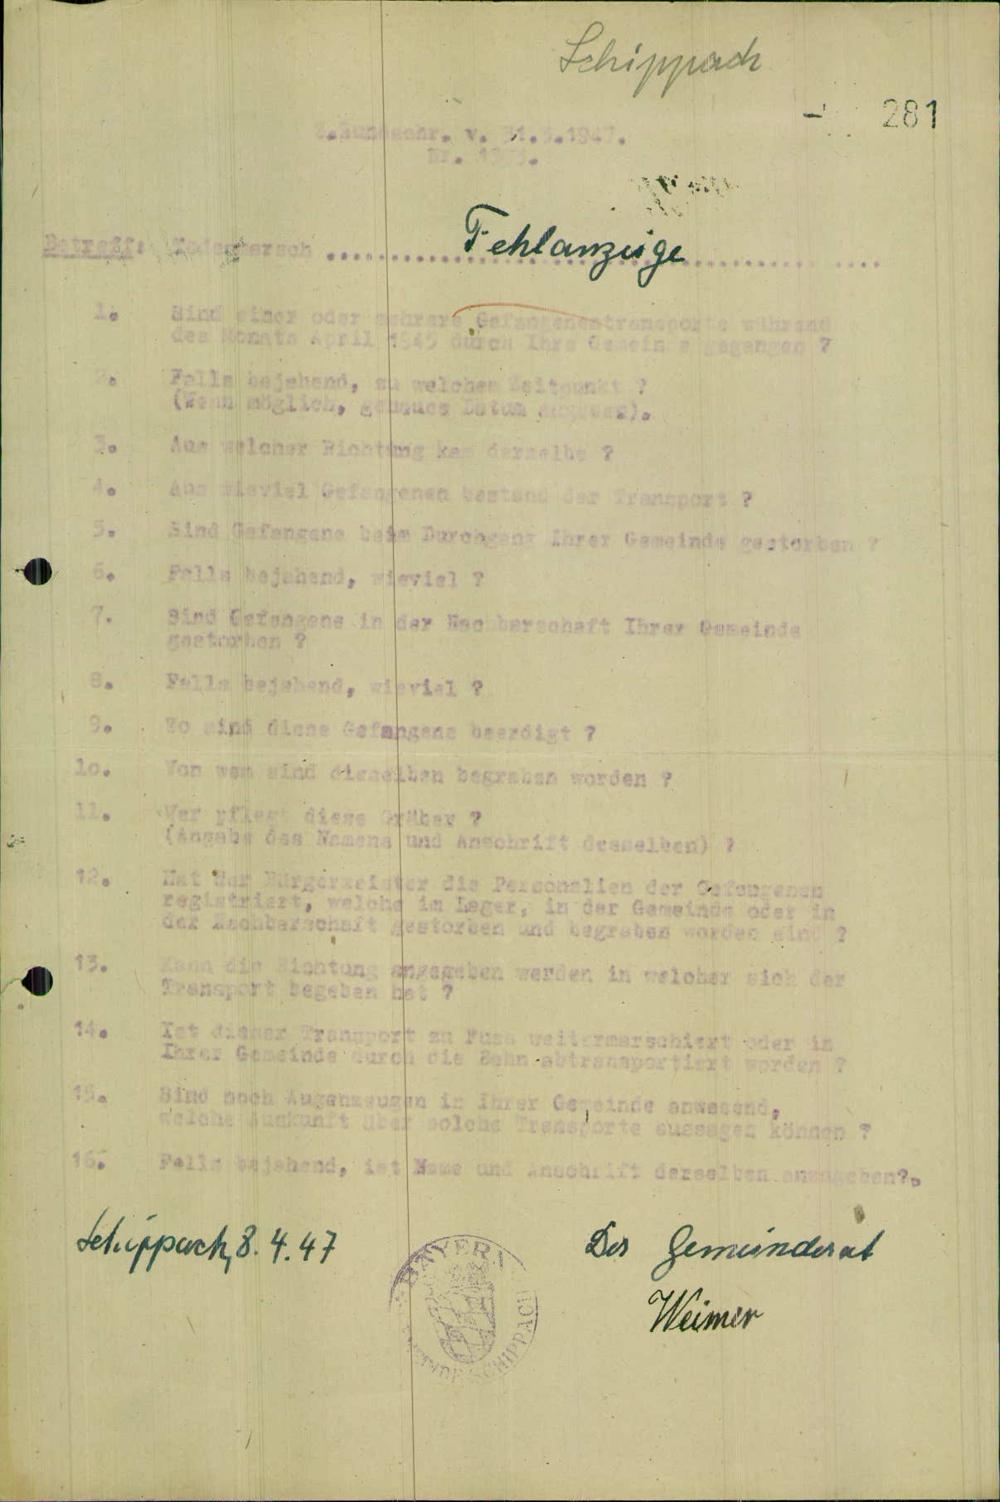 Schippach
281
z.Rundschr. v. 31.3.1947.
Nr.
Betreff: Todesmarsch .......... Fehlanzeige ..........
1. Sind einer oder mehrere Gefangenentransporte während
des Monats April 1945 durch Ihre Gemeinde gegangen ?
2. Falls bejahend, zu welchem Zeitpunkt ?
(Wenn möglich, genaues Datum angeben).
3. Aus welcher Richtung kam derselbe ?
4. Aus wieviel Gefangenen bestand der Transport ?
5. Sind Gefangene beim Durchgang Ihrer Gemeinde gestorben ?
6. Falls bejahend, wieviel ?
7. Sind Gefangene in der Nachbarschaft Ihrer Gemeinde
gestorben ?
8. Falls bejahend, wieviel ?
9. Wo sind diese Gefangene beerdigt ?
1o. Von wem sind dieselben begraben worden ?
11. Wer pflegt diese Gräber ?
(Angabe des Namens und Anschrift desselben) ?
12. Hat der Bürgermeister die Personalien der Gefangenen
registriert, welche im Lager, in der Gemeinde oder in
der Nachbarschaft gestorben und begraben worden sind ?
13. Kann die Richtung angegeben werden in welcher sich der
Transport begeben hat ?
14. Ist dieser Transport zu Fuss weitermarschiert oder in
Ihrer Gemeinde durch die Bahn abtransportiert worden ?
15. Sind noch Augenzeugen in Ihrer Gemeinde anwesend,
welche Auskunft über solche Transporte aussagen können ?
16. Falls bejahend, ist Name und Anschrift derselben anzugeben?.
Schippach, 8. 4. 47
Der Gemeinderat
Weimer
BAYERN
GEMEINDE SCHIPPACH